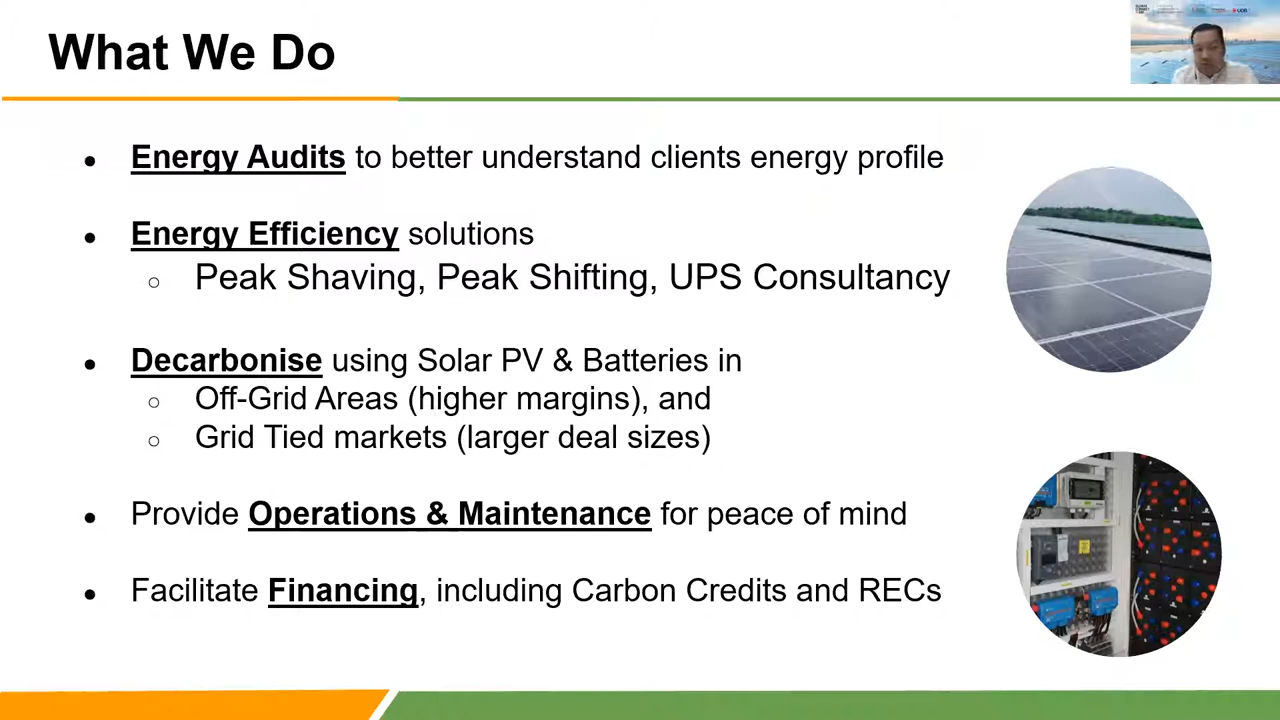 What We Do
● Energy Audits to better understand clients energy profile
● Energy Efficiency solutions
○ Peak Shaving, Peak Shifting, UPS Consultancy
● Decarbonise using Solar PV & Batteries in
○ Off-Grid Areas (higher margins), and
○ Grid Tied markets (larger deal sizes)
● Provide Operations & Maintenance for peace of mind
● Facilitate Financing, including Carbon Credits and RECs